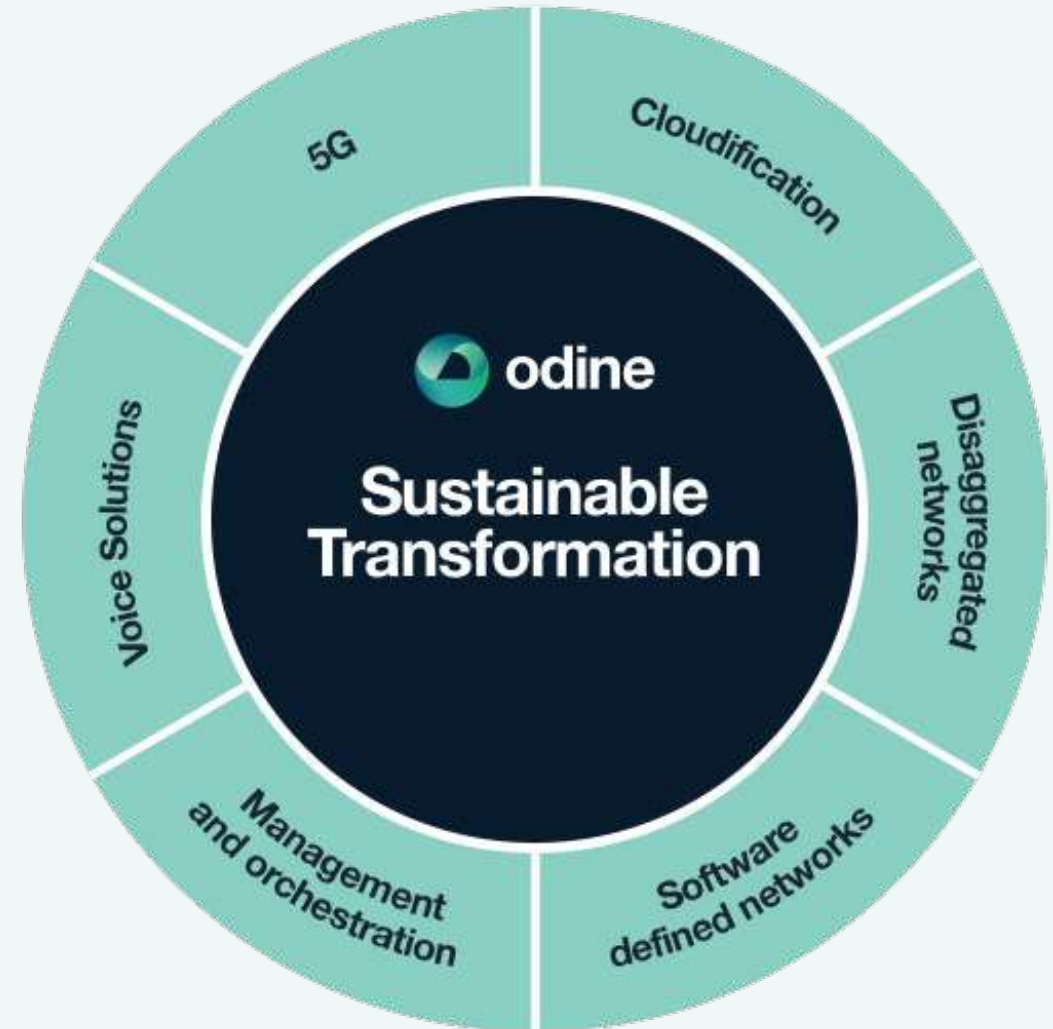 odine
Sustainable
Transformation
5G
Cloudification
Disaggregated
networks
Software
defined networks
Management
and orchestration
Voice Solutions